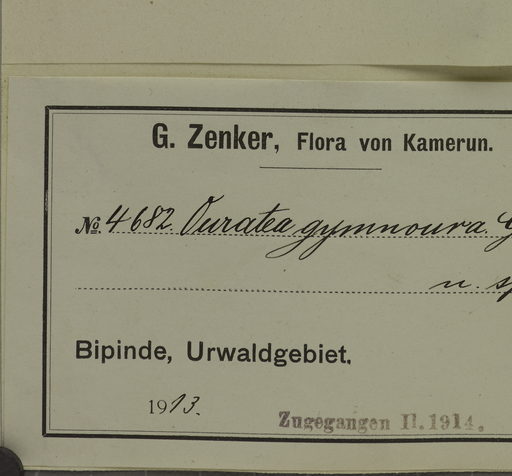 G. Zenker, Flora von Kamerun.
No. 4682. Ouratea gymnoura. G
n. sp
Bipinde, Urwaldgebiet.
1913.
Zugegangen II. 1914.